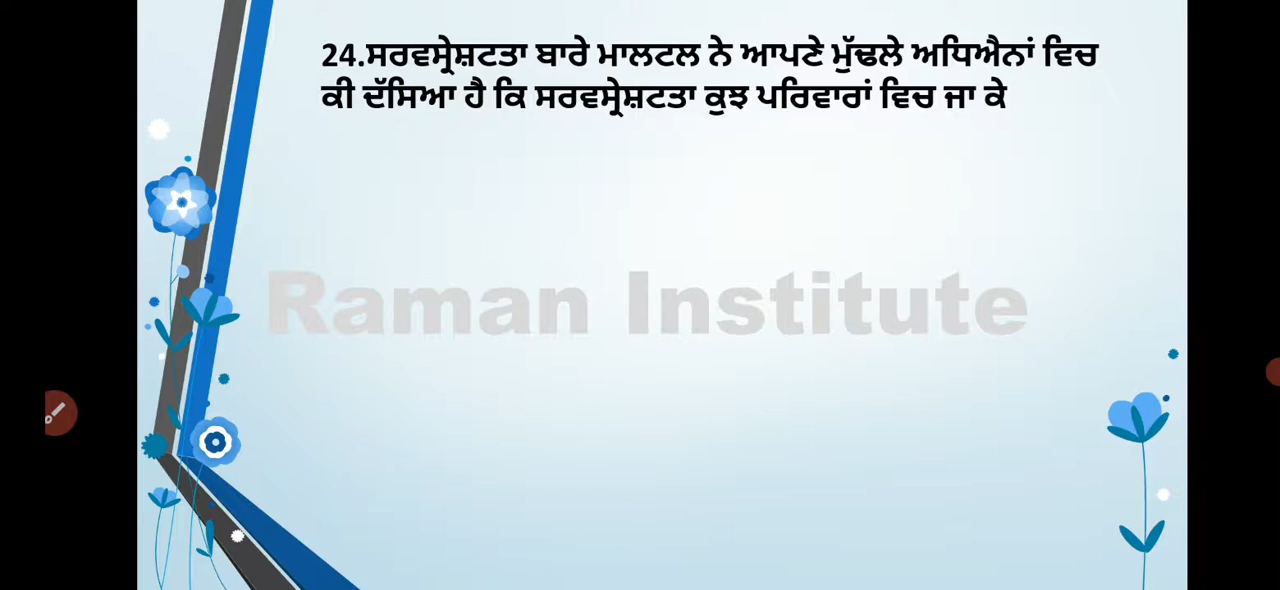 24.ਸਰਵਸ੍ਰੇਸ਼ਟਤਾ ਬਾਰੇ ਮਾਲਟਲ ਨੇ ਆਪਣੇ ਮੁੱਢਲੇ ਅਧਿਐਨਾਂ ਵਿਚ
ਕੀ ਦੱਸਿਆ ਹੈ ਕਿ ਸਰਵਸ੍ਰੇਸ਼ਟਤਾ ਕੁਝ ਪਰਿਵਾਰਾਂ ਵਿਚ ਜਾ ਕੇ
Raman Institute